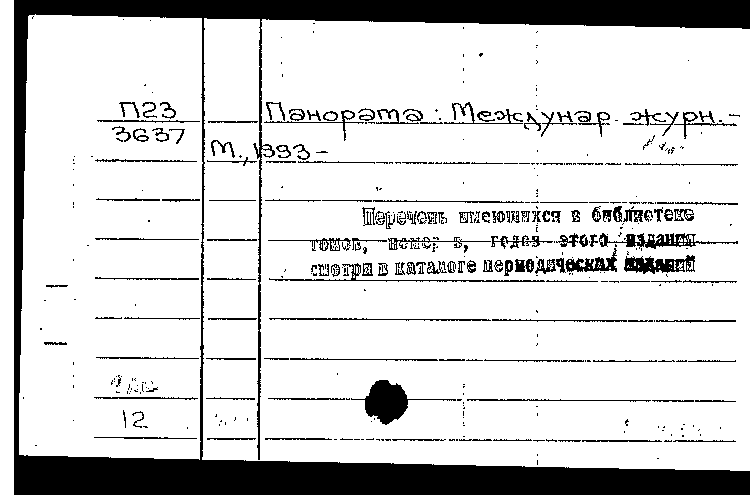 П23
3637
Панорама: Междунар. журн. -
М., 1993 -
Перечень имеющихся в библиотеке
томов, номеров, годов этого издания
смотри в каталоге периодических изданий
12